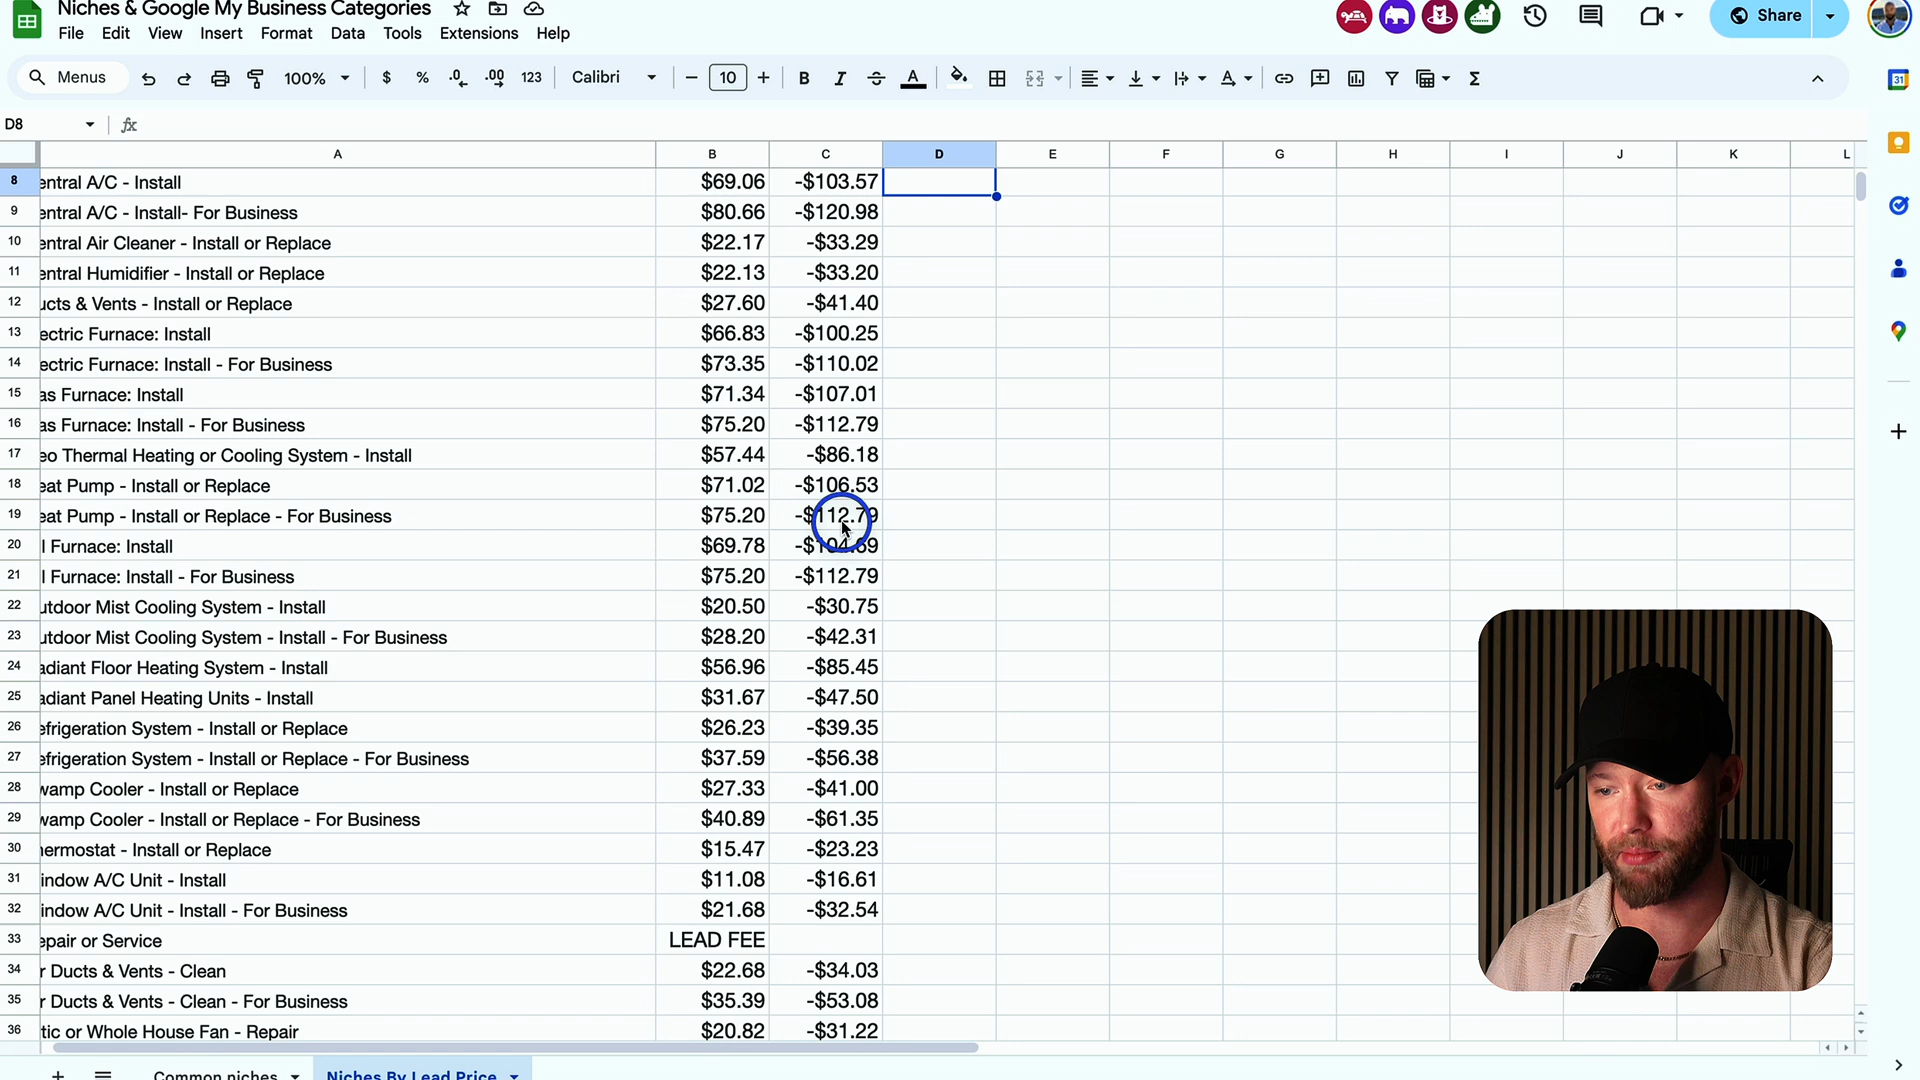 Niches & Google My Business Categories
File Edit View Insert Format Data Tools Extensions Help
Share
Menus 100% $ % .0 .00 123 Calibri 10 B I S A Σ
31
D8 fx
A B C D E F G H I J K L
8 entral A/C - Install $69.06 -$103.57
9 entral A/C - Install- For Business $80.66 -$120.98
10 entral Air Cleaner - Install or Replace $22.17 -$33.29
11 entral Humidifier - Install or Replace $22.13 -$33.20
12 ucts & Vents - Install or Replace $27.60 -$41.40
13 ectric Furnace: Install $66.83 -$100.25
14 ectric Furnace: Install - For Business $73.35 -$110.02
15 as Furnace: Install $71.34 -$107.01
16 as Furnace: Install - For Business $75.20 -$112.79
17 eo Thermal Heating or Cooling System - Install $57.44 -$86.18
18 eat Pump - Install or Replace $71.02 -$106.53
19 eat Pump - Install or Replace - For Business $75.20 -$112.79
20 l Furnace: Install $69.78 -$104.69
21 l Furnace: Install - For Business $75.20 -$112.79
22 utdoor Mist Cooling System - Install $20.50 -$30.75
23 utdoor Mist Cooling System - Install - For Business $28.20 -$42.31
24 adiant Floor Heating System - Install $56.96 -$85.45
25 adiant Panel Heating Units - Install $31.67 -$47.50
26 efrigeration System - Install or Replace $26.23 -$39.35
27 efrigeration System - Install or Replace - For Business $37.59 -$56.38
28 wamp Cooler - Install or Replace $27.33 -$41.00
29 wamp Cooler - Install or Replace - For Business $40.89 -$61.35
30 hermostat - Install or Replace $15.47 -$23.23
31 indow A/C Unit - Install $11.08 -$16.61
32 indow A/C Unit - Install - For Business $21.68 -$32.54
33 epair or Service LEAD FEE
34 r Ducts & Vents - Clean $22.68 -$34.03
35 r Ducts & Vents - Clean - For Business $35.39 -$53.08
36 tic or Whole House Fan - Repair $20.82 -$31.22
Common niches Niches By Lead Price